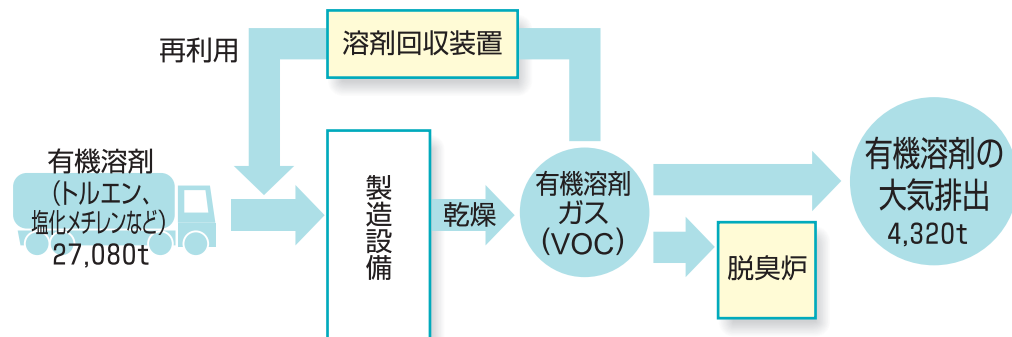 再利用
溶剤回収装置
有機溶剤
(トルエン、
塩化メチレンなど)
27,080t
製造設備
乾燥
有機溶剤
ガス
(VOC)
脱臭炉
有機溶剤の
大気排出
4,320t